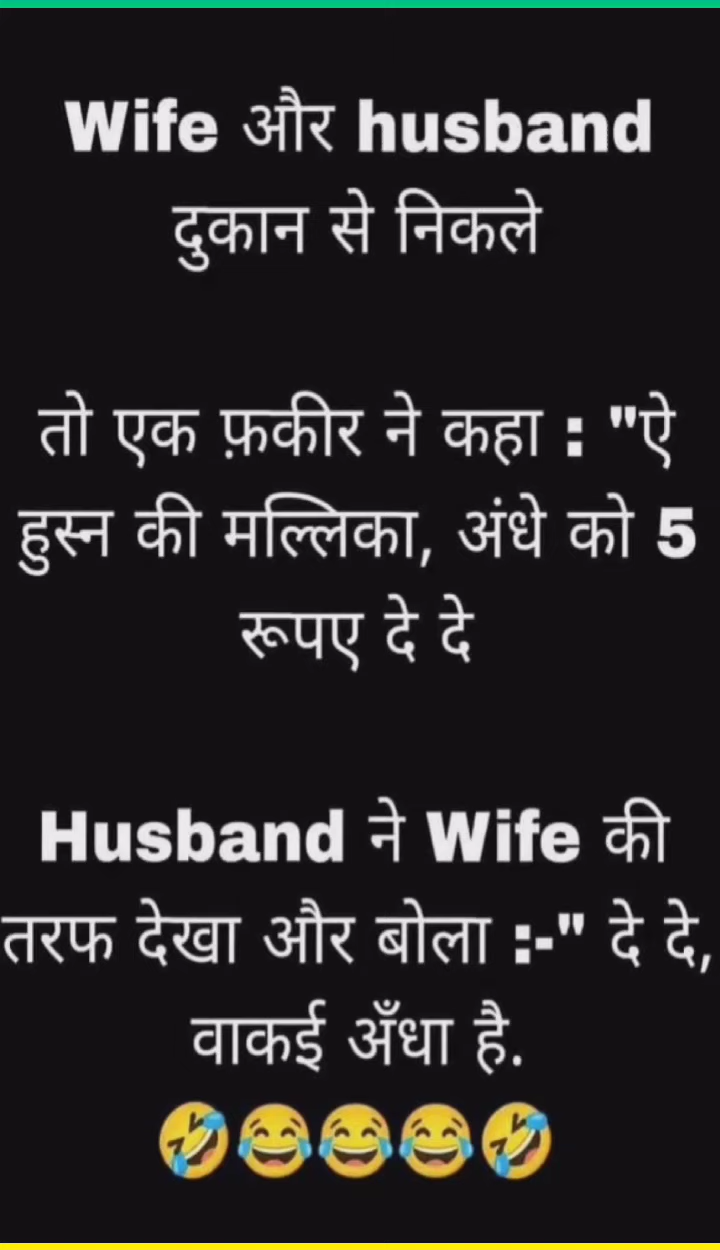 Wife और husband
दुकान से निकले
तो एक फ़कीर ने कहा : "ऐ
हुस्न की मल्लिका, अंधे को 5
रूपए दे दे
Husband ने Wife की
तरफ देखा और बोला :-" दे दे,
वाकई अँधा है.
🤣😂😂😂🤣